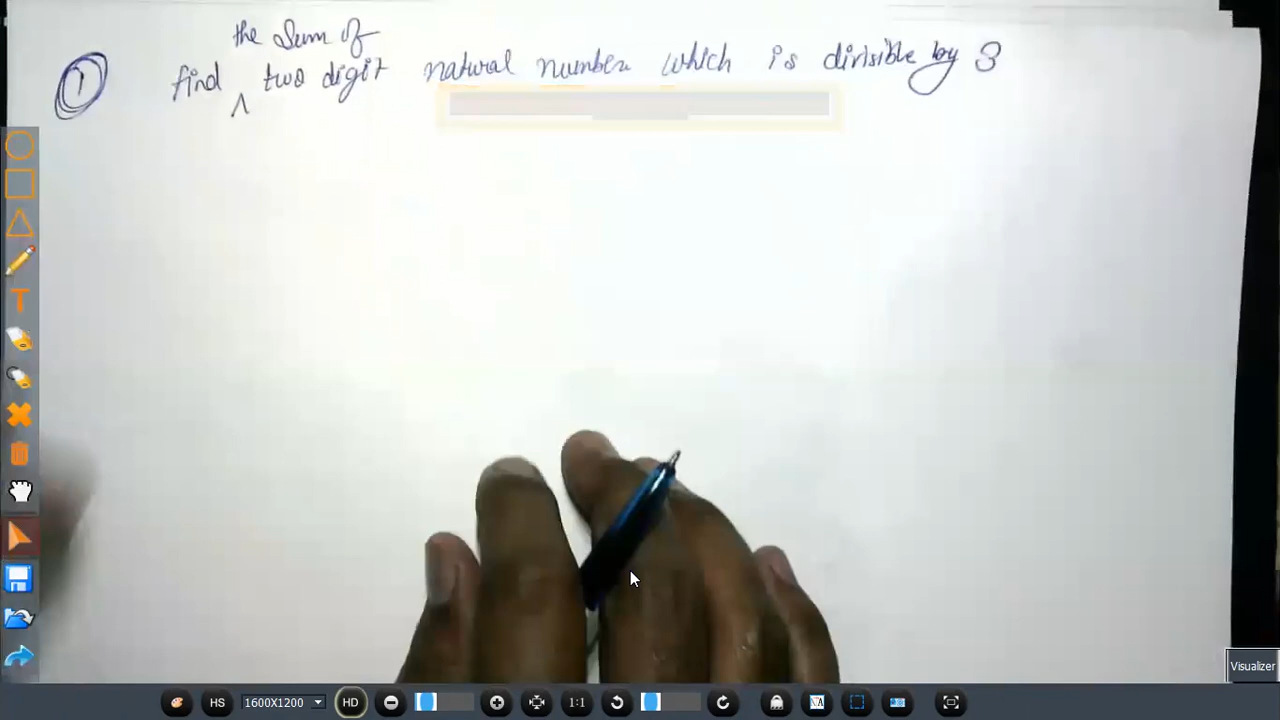 the Sum of
① find ^ two digit natural number which is divisible by 3
T
HS
1600X1200
HD
1:1
Visualizer